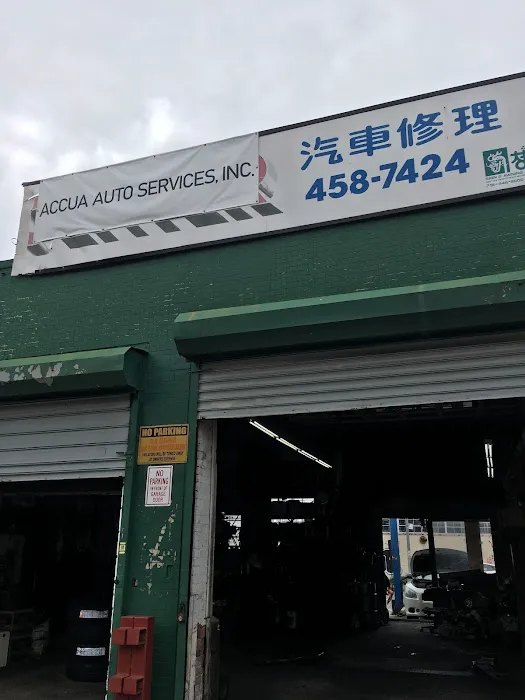 ACCUA AUTO SERVICES, INC.
汽車修理
458-7424
NO PARKING
NO
PARKING
IN FRONT OF
GARAGE
DOOR